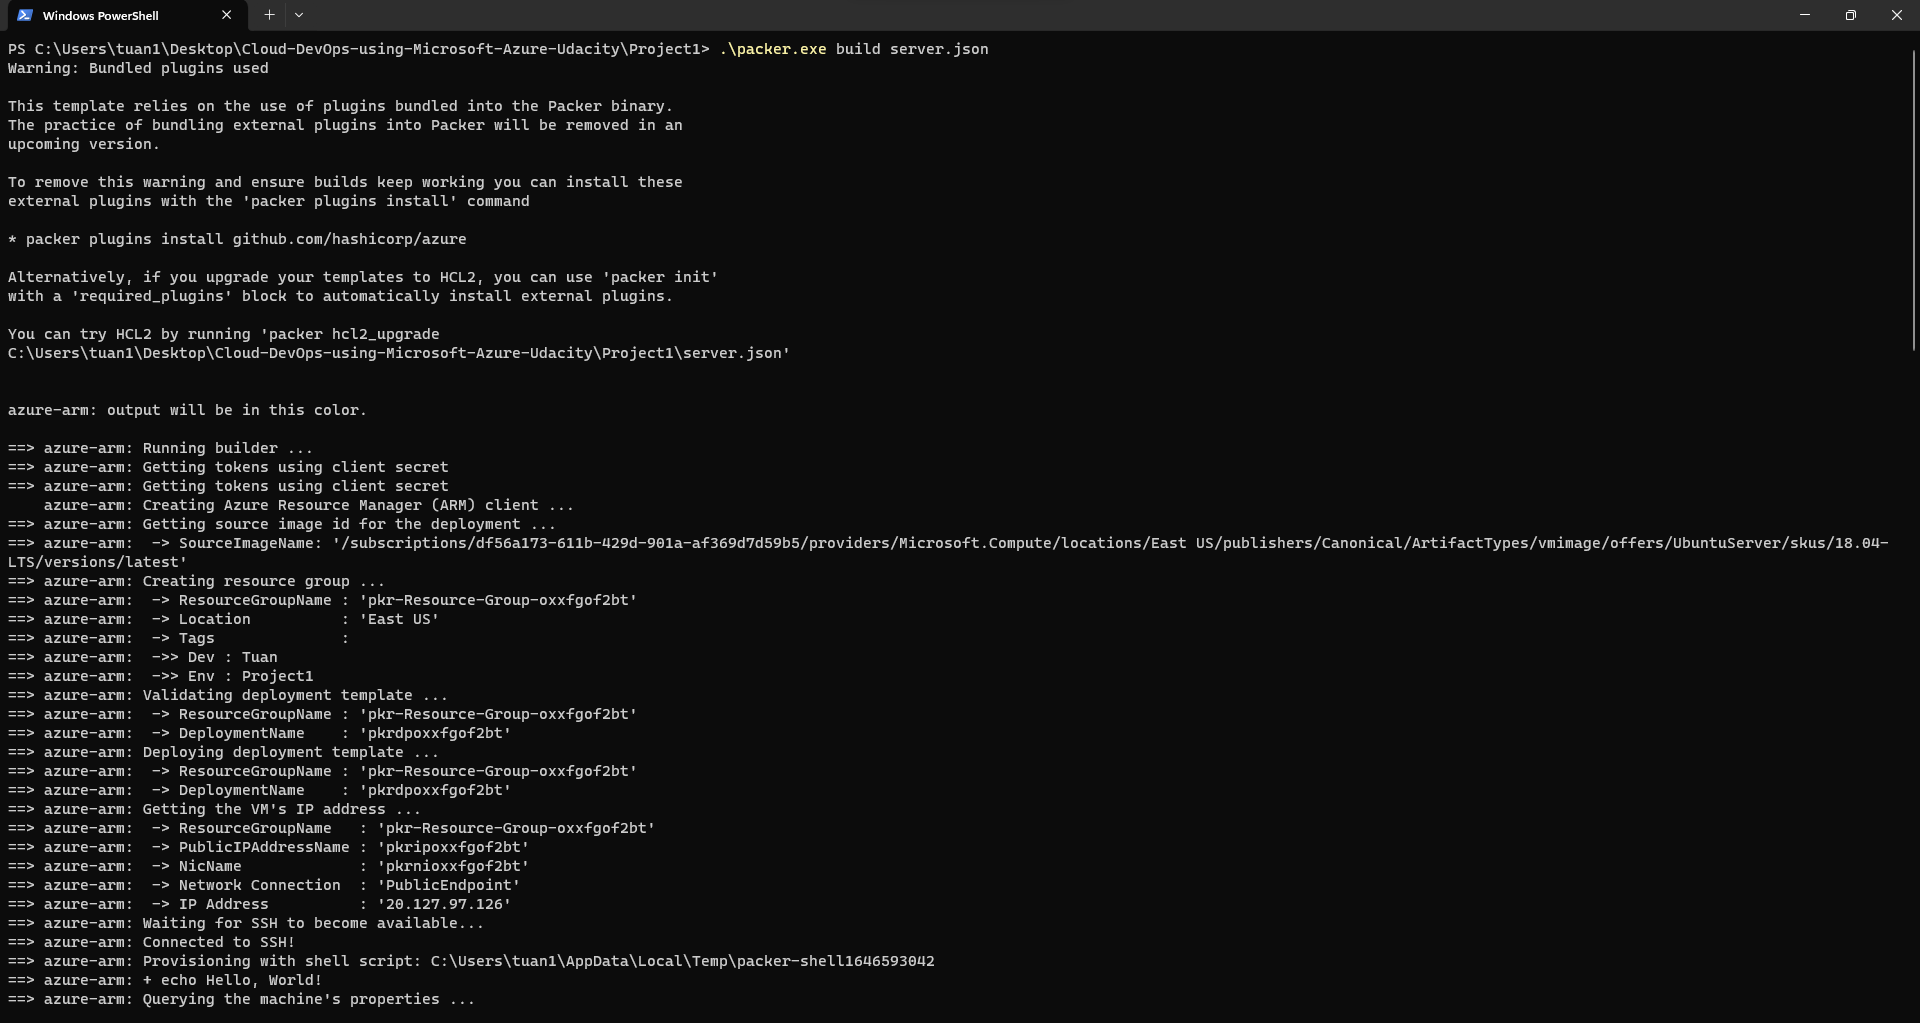 Windows PowerShell
PS C:\Users\tuan1\Desktop\Cloud-DevOps-using-Microsoft-Azure-Udacity\Project1> .\packer.exe build server.json
Warning: Bundled plugins used
This template relies on the use of plugins bundled into the Packer binary.
The practice of bundling external plugins into Packer will be removed in an
upcoming version.
To remove this warning and ensure builds keep working you can install these
external plugins with the 'packer plugins install' command
* packer plugins install github.com/hashicorp/azure
Alternatively, if you upgrade your templates to HCL2, you can use 'packer init'
with a 'required_plugins' block to automatically install external plugins.
You can try HCL2 by running 'packer hcl2_upgrade
C:\Users\tuan1\Desktop\Cloud-DevOps-using-Microsoft-Azure-Udacity\Project1\server.json'
azure-arm: output will be in this color.
==> azure-arm: Running builder ...
==> azure-arm: Getting tokens using client secret
==> azure-arm: Getting tokens using client secret
    azure-arm: Creating Azure Resource Manager (ARM) client ...
==> azure-arm: Getting source image id for the deployment ...
==> azure-arm:  -> SourceImageName: '/subscriptions/df56a173-611b-429d-901a-af369d7d59b5/providers/Microsoft.Compute/locations/East US/publishers/Canonical/ArtifactTypes/vmimage/offers/UbuntuServer/skus/18.04-
LTS/versions/latest'
==> azure-arm: Creating resource group ...
==> azure-arm:  -> ResourceGroupName : 'pkr-Resource-Group-oxxfgof2bt'
==> azure-arm:  -> Location          : 'East US'
==> azure-arm:  -> Tags              :
==> azure-arm:  ->> Dev : Tuan
==> azure-arm:  ->> Env : Project1
==> azure-arm: Validating deployment template ...
==> azure-arm:  -> ResourceGroupName : 'pkr-Resource-Group-oxxfgof2bt'
==> azure-arm:  -> DeploymentName    : 'pkrdpoxxfgof2bt'
==> azure-arm: Deploying deployment template ...
==> azure-arm:  -> ResourceGroupName : 'pkr-Resource-Group-oxxfgof2bt'
==> azure-arm:  -> DeploymentName    : 'pkrdpoxxfgof2bt'
==> azure-arm: Getting the VM's IP address ...
==> azure-arm:  -> ResourceGroupName   : 'pkr-Resource-Group-oxxfgof2bt'
==> azure-arm:  -> PublicIPAddressName : 'pkripoxxfgof2bt'
==> azure-arm:  -> NicName             : 'pkrnioxxfgof2bt'
==> azure-arm:  -> Network Connection  : 'PublicEndpoint'
==> azure-arm:  -> IP Address          : '20.127.97.126'
==> azure-arm: Waiting for SSH to become available...
==> azure-arm: Connected to SSH!
==> azure-arm: Provisioning with shell script: C:\Users\tuan1\AppData\Local\Temp\packer-shell1646593042
==> azure-arm: + echo Hello, World!
==> azure-arm: Querying the machine's properties ...